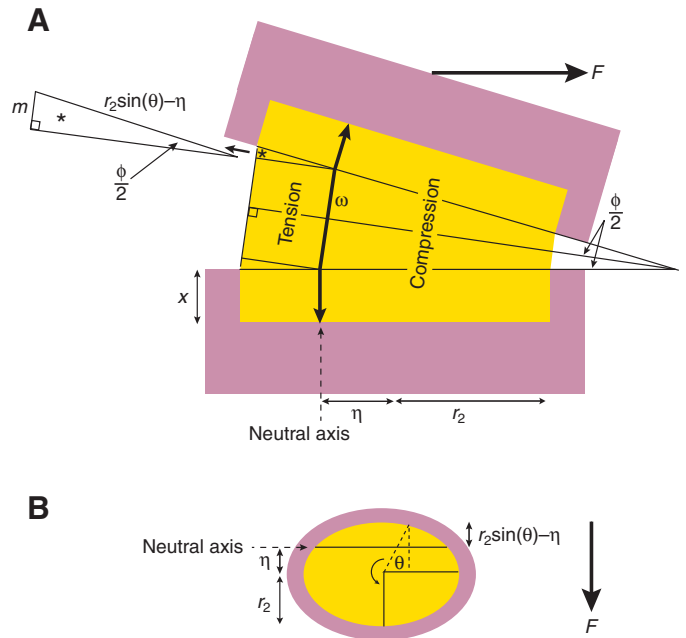 A
F
r₂sin(θ)–η
m
*
ϕ/2
*
ω
Tension
Compression
ϕ/2
x
η
r₂
Neutral axis
B
Neutral axis
η
θ
r₂sin(θ)–η
r₂
F